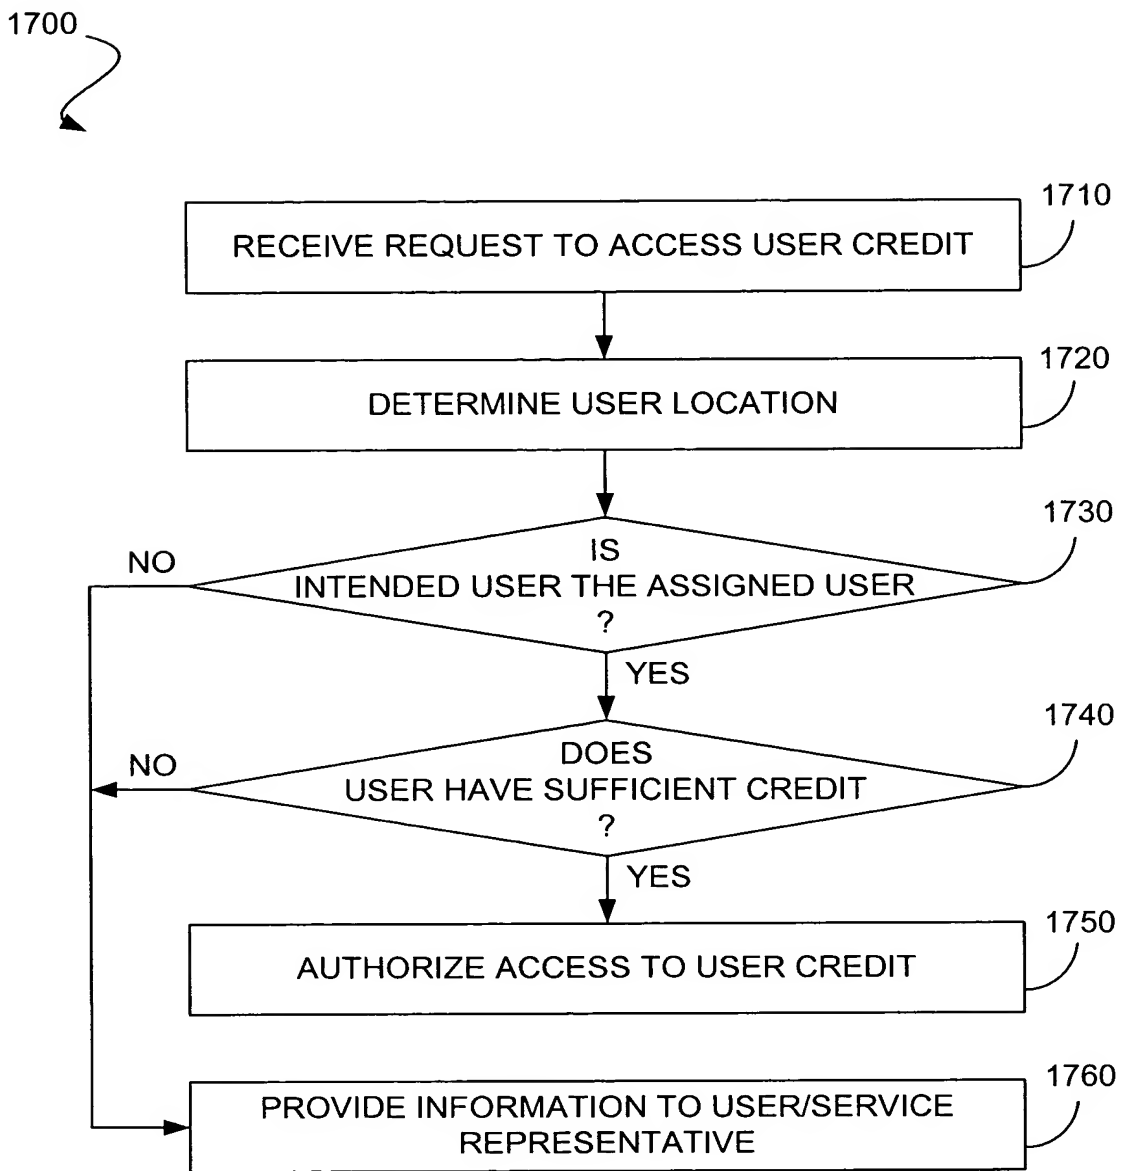 1700
1710
RECEIVE REQUEST TO ACCESS USER CREDIT
1720
DETERMINE USER LOCATION
1730
NO
IS
INTENDED USER THE ASSIGNED USER
?
YES
1740
NO
DOES
USER HAVE SUFFICIENT CREDIT
?
YES
1750
AUTHORIZE ACCESS TO USER CREDIT
1760
PROVIDE INFORMATION TO USER/SERVICE
REPRESENTATIVE